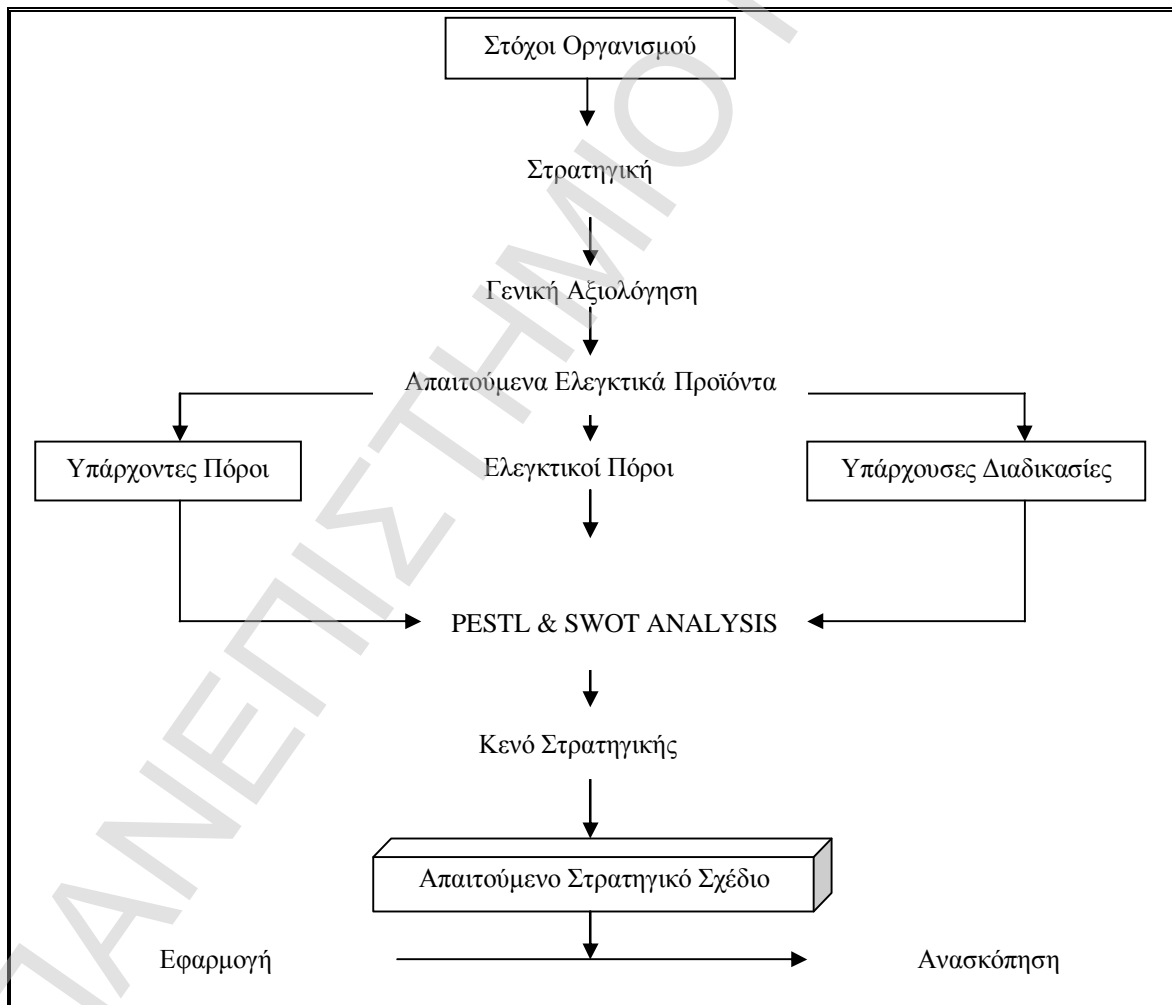 Στόχοι Οργανισμού
Στρατηγική
Γενική Αξιολόγηση
Απαιτούμενα Ελεγκτικά Προϊόντα
Υπάρχοντες Πόροι
Ελεγκτικοί Πόροι
Υπάρχουσες Διαδικασίες
PESTL & SWOT ANALYSIS
Κενό Στρατηγικής
Απαιτούμενο Στρατηγικό Σχέδιο
Εφαρμογή
Ανασκόπηση
ΠΑΝΕΠΙΣΤΗΜΙΟ